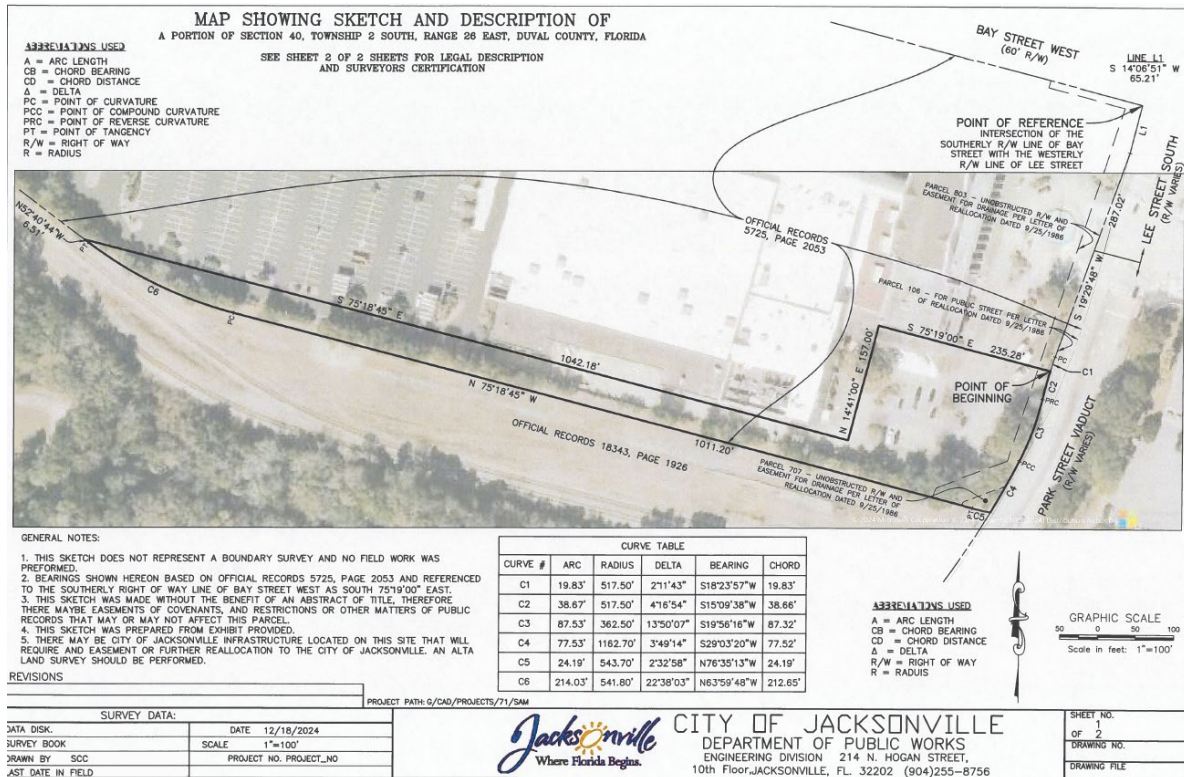 MAP SHOWING SKETCH AND DESCRIPTION OF
A PORTION OF SECTION 40, TOWNSHIP 2 SOUTH, RANGE 26 EAST, DUVAL COUNTY, FLORIDA
SEE SHEET 2 OF 2 SHEETS FOR LEGAL DESCRIPTION
AND SURVEYORS CERTIFICATION
ABBREVIATIONS USED
A = ARC LENGTH
CB = CHORD BEARING
CD = CHORD DISTANCE
Δ = DELTA
PC = POINT OF CURVATURE
PCC = POINT OF COMPOUND CURVATURE
PRC = POINT OF REVERSE CURVATURE
PT = POINT OF TANGENCY
R/W = RIGHT OF WAY
R = RADIUS
BAY STREET WEST
(60' R/W)
LINE L1
S 14°06'51" W
65.21'
POINT OF REFERENCE
INTERSECTION OF THE
SOUTHERLY R/W LINE OF BAY
STREET WITH THE WESTERLY
R/W LINE OF LEE STREET
L1
LEE STREET SOUTH
(R/W VARIES)
PARCEL 803 - UNOBSTRUCTED R/W AND
EASEMENT FOR DRAINAGE PER LETTER OF
REALLOCATION DATED 9/25/1986
287.02'
S 19°29'48" W
OFFICIAL RECORDS
5725, PAGE 2053
PARCEL 106 - FOR PUBLIC STREET PER LETTER
OF REALLOCATION DATED 9/25/1986
N52°40'44"W
6.51'
PT
C6
PC
S 75°18'45" E
1042.18'
N 75°18'45" W
1011.20'
N 14°41'00" E 157.00'
S 75°19'00" E
235.28'
PC
C1
C2
PRC
C3
PCC
C4
POINT OF
BEGINNING
OFFICIAL RECORDS 18343, PAGE 1926
PARCEL 707 - UNOBSTRUCTED R/W AND
EASEMENT FOR DRAINAGE PER LETTER OF
REALLOCATION DATED 9/25/1986
PT
C5
PARK STREET VIADUCT
(R/W VARIES)
GENERAL NOTES:
1. THIS SKETCH DOES NOT REPRESENT A BOUNDARY SURVEY AND NO FIELD WORK WAS
PREFORMED.
2. BEARINGS SHOWN HEREON BASED ON OFFICIAL RECORDS 5725, PAGE 2053 AND REFERENCED
TO THE SOUTHERLY RIGHT OF WAY LINE OF BAY STREET WEST AS SOUTH 75°19'00" EAST.
3. THIS SKETCH WAS MADE WITHOUT THE BENEFIT OF AN ABSTRACT OF TITLE, THEREFORE
THERE MAYBE EASEMENTS OF COVENANTS, AND RESTRICTIONS OR OTHER MATTERS OF PUBLIC
RECORDS THAT MAY OR MAY NOT AFFECT THIS PARCEL.
4. THIS SKETCH WAS PREPARED FROM EXHIBIT PROVIDED.
5. THERE MAY BE CITY OF JACKSONVILLE INFRASTRUCTURE LOCATED ON THIS SITE THAT WILL
REQUIRE AND EASEMENT OR FURTHER REALLOCATION TO THE CITY OF JACKSONVILLE. AN ALTA
LAND SURVEY SHOULD BE PERFORMED.
CURVE TABLE
CURVE # ARC RADIUS DELTA BEARING CHORD
C1 19.83' 517.50' 2°11'43" S18°23'57"W 19.83'
C2 38.67' 517.50' 4°16'54" S15°09'38"W 38.66'
C3 87.53' 362.50' 13°50'07" S19°56'16"W 87.32'
C4 77.53' 1162.70' 3°49'14" S29°03'20"W 77.52'
C5 24.19' 543.70' 2°32'58" N76°35'13"W 24.19'
C6 214.03' 541.80' 22°38'03" N63°59'48"W 212.65'
ABBREVIATIONS USED
A = ARC LENGTH
CB = CHORD BEARING
CD = CHORD DISTANCE
Δ = DELTA
R/W = RIGHT OF WAY
R = RADUIS
GRAPHIC SCALE
50 0 50 100
Scale in feet: 1"=100'
REVISIONS
PROJECT PATH: G/CAD/PROJECTS/71/SAM
SURVEY DATA:
DATA DISK. DATE 12/18/2024
SURVEY BOOK SCALE 1"=100'
DRAWN BY SCC PROJECT NO. PROJECT_NO
LAST DATE IN FIELD
Jacksonville
Where Florida Begins.
CITY OF JACKSONVILLE
DEPARTMENT OF PUBLIC WORKS
ENGINEERING DIVISION 214 N. HOGAN STREET,
10th Floor, JACKSONVILLE, FL. 32202 (904)255-8756
SHEET NO.
1
OF 2
DRAWING NO.
DRAWING FILE